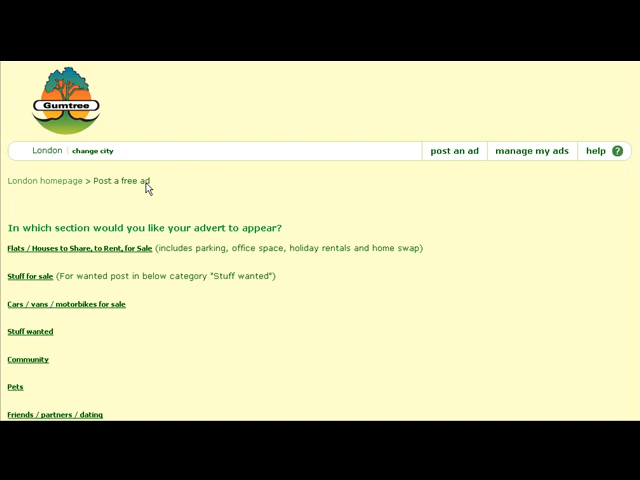 Gumtree
London | change city
post an ad
manage my ads
help ?
London homepage > Post a free ad
In which section would you like your advert to appear?
Flats / Houses to Share, to Rent, for Sale (includes parking, office space, holiday rentals and home swap)
Stuff for sale (For wanted post in below category "Stuff wanted")
Cars / vans / motorbikes for sale
Stuff wanted
Community
Pets
Friends / partners / dating